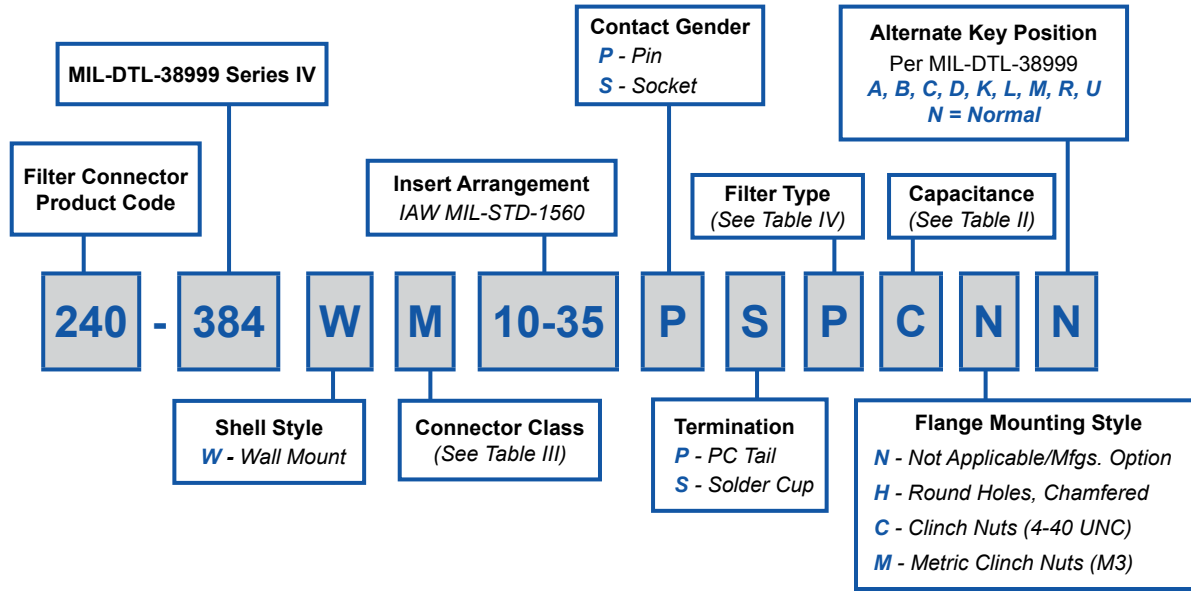 Contact Gender
P - Pin
S - Socket
Alternate Key Position
Per MIL-DTL-38999
A, B, C, D, K, L, M, R, U
N = Normal
MIL-DTL-38999 Series IV
Filter Connector
Product Code
Insert Arrangement
IAW MIL-STD-1560
Filter Type
(See Table IV)
Capacitance
(See Table II)
240 - 384 W M 10-35 P S P C N N
Shell Style
W - Wall Mount
Connector Class
(See Table III)
Termination
P - PC Tail
S - Solder Cup
Flange Mounting Style
N - Not Applicable/Mfgs. Option
H - Round Holes, Chamfered
C - Clinch Nuts (4-40 UNC)
M - Metric Clinch Nuts (M3)